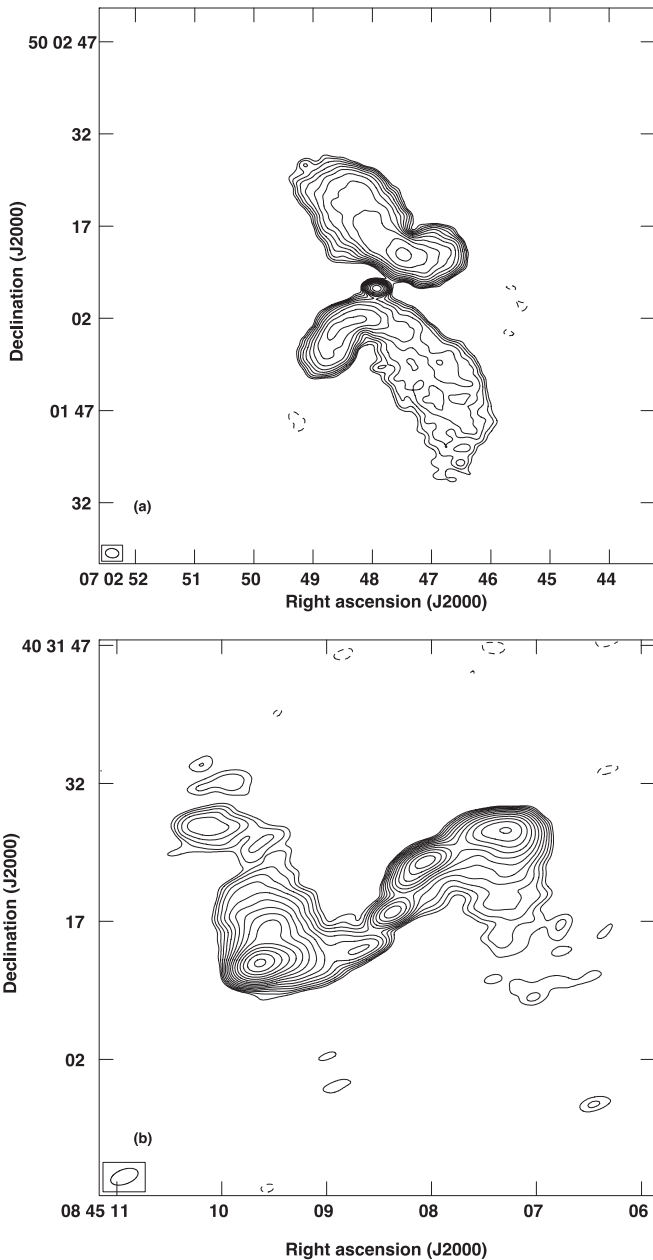 50 02 47
32
17
02
01 47
32
Declination (J2000)
(a)
07 02 52 51 50 49 48 47 46 45 44
Right ascension (J2000)
40 31 47
32
17
02
Declination (J2000)
(b)
08 45 11 10 09 08 07 06
Right ascension (J2000)